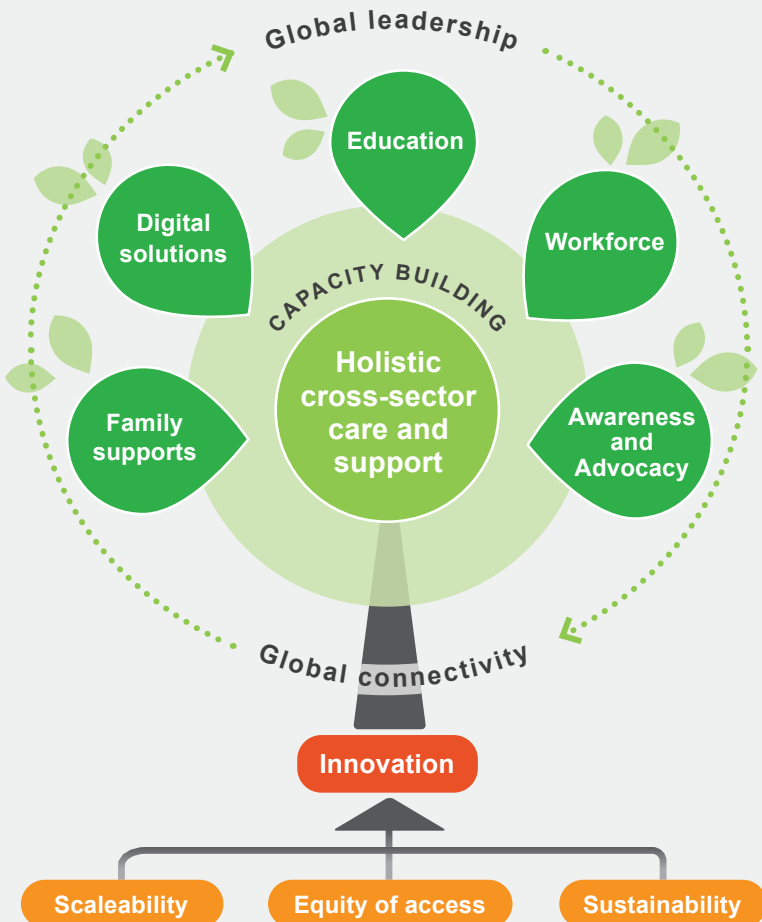 Global leadership
Education
Digital
solutions
Workforce
CAPACITY BUILDING
Holistic
cross-sector
care and
support
Family
supports
Awareness
and
Advocacy
Global connectivity
Innovation
Scaleability
Equity of access
Sustainability